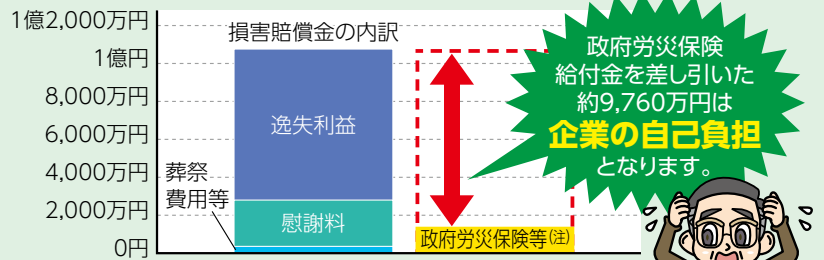 1億2,000万円
1億円
8,000万円
6,000万円
4,000万円
2,000万円
0円
損害賠償金の内訳
逸失利益
慰謝料
葬祭
費用等
政府労災保険等(注)
政府労災保険
給付金を差し引いた
約9,760万円は
企業の自己負担
となります。